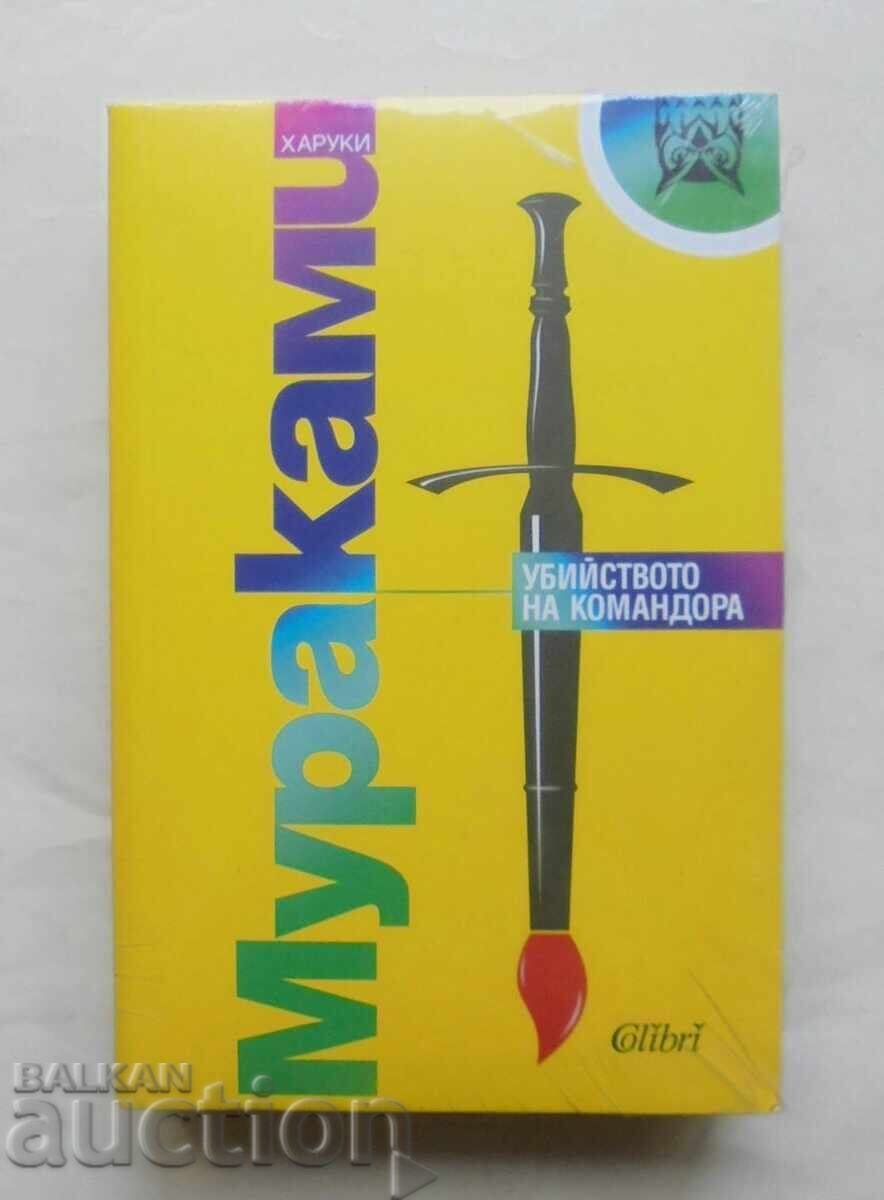 ХАРУКИ
Мураками
УБИЙСТВОТО
НА КОМАНДОРА
Colibri
BALKAN
auction